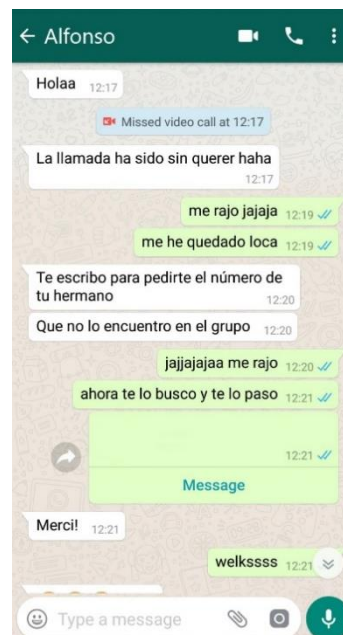 Alfonso
Holaa 12:17
Missed video call at 12:17
La llamada ha sido sin querer haha
12:17
me rajo jajaja 12:19
me he quedado loca 12:19
Te escribo para pedirte el número de
tu hermano 12:20
Que no lo encuentro en el grupo 12:20
jajjajajaa me rajo 12:20
ahora te lo busco y te lo paso 12:21
12:21
Message
Merci! 12:21
welkssss 12:21
Type a message